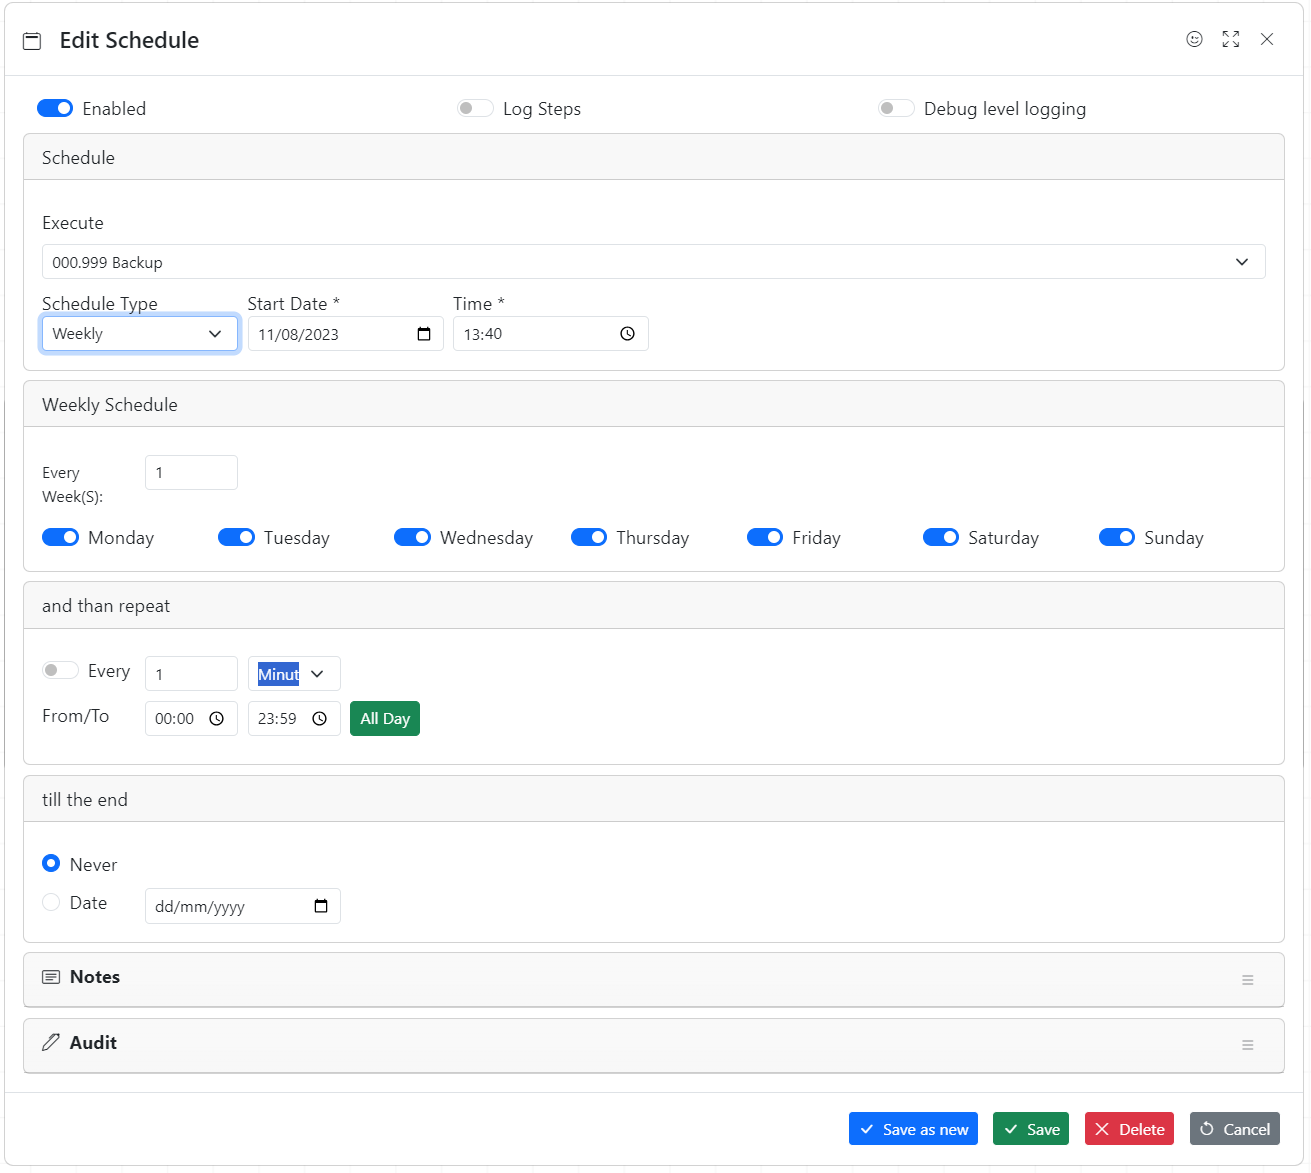 Edit Schedule
Enabled
Log Steps
Debug level logging
Schedule
Execute
000.999 Backup
Schedule Type
Start Date *
Time *
Weekly
11/08/2023
13:40
Weekly Schedule
Every
Week(S):
1
Monday
Tuesday
Wednesday
Thursday
Friday
Saturday
Sunday
and than repeat
Every
1
Minut
From/To
00:00
23:59
All Day
till the end
Never
Date
dd/mm/yyyy
Notes
Audit
Save as new
Save
Delete
Cancel